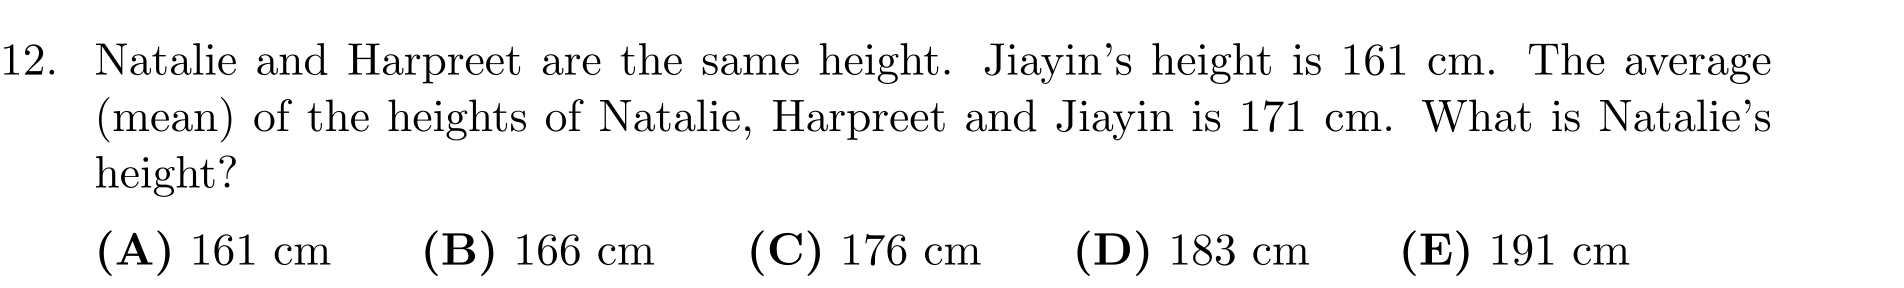 12. Natalie and Harpreet are the same height. Jiayin's height is 161 cm. The average
(mean) of the heights of Natalie, Harpreet and Jiayin is 171 cm. What is Natalie's
height?
(A) 161 cm (B) 166 cm (C) 176 cm (D) 183 cm (E) 191 cm